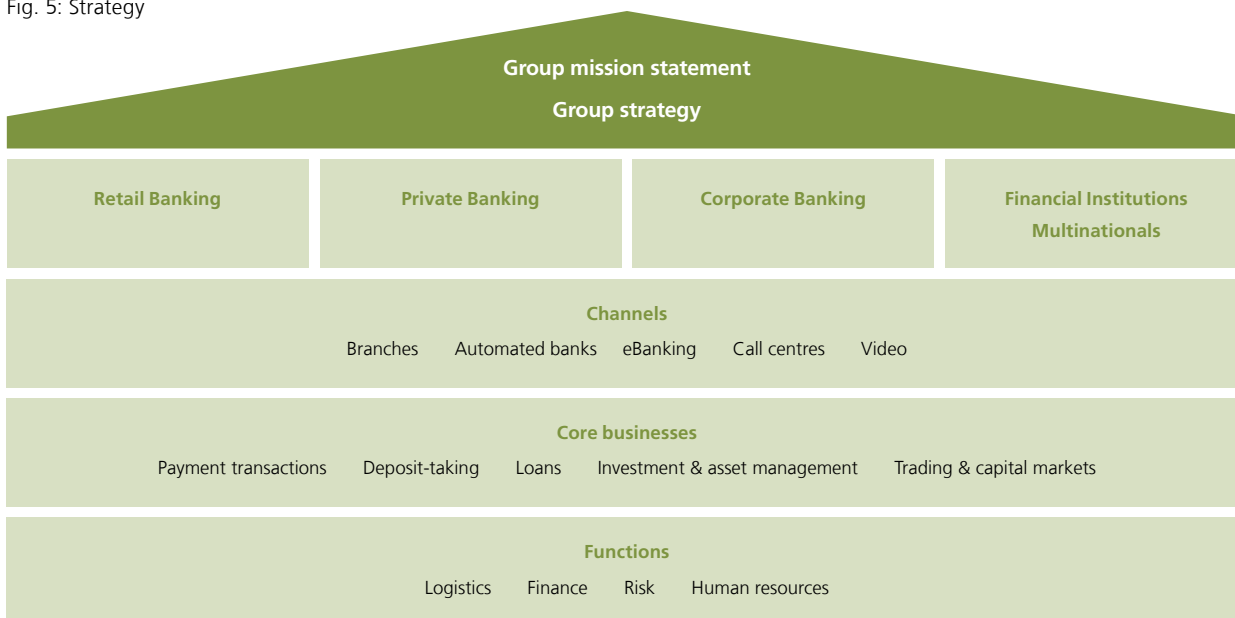 Fig. 5: Strategy
Group mission statement
Group strategy
Retail Banking
Private Banking
Corporate Banking
Financial Institutions
Multinationals
Channels
Branches Automated banks eBanking Call centres Video
Core businesses
Payment transactions Deposit-taking Loans Investment & asset management Trading & capital markets
Functions
Logistics Finance Risk Human resources